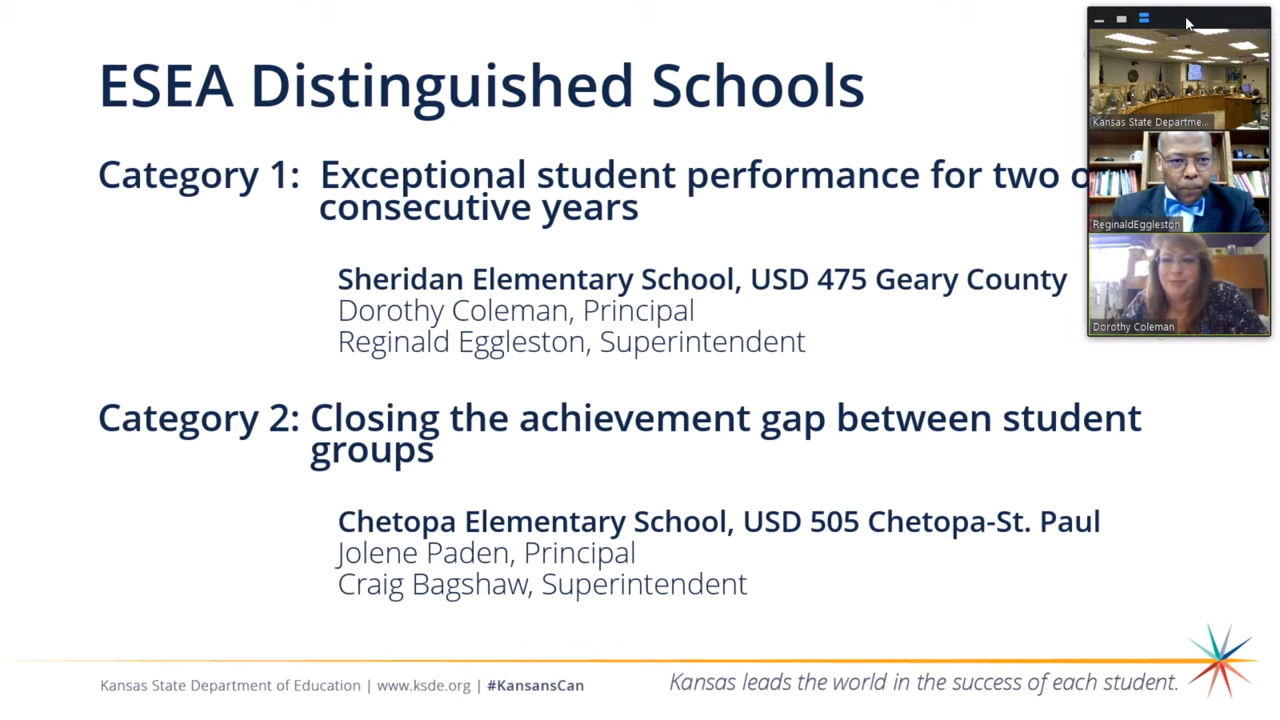 ESEA Distinguished Schools
Category 1: Exceptional student performance for two
consecutive years
Sheridan Elementary School, USD 475 Geary County
Dorothy Coleman, Principal
Reginald Eggleston, Superintendent
Category 2: Closing the achievement gap between student
groups
Chetopa Elementary School, USD 505 Chetopa-St. Paul
Jolene Paden, Principal
Craig Bagshaw, Superintendent
Kansas State Department of Education | www.ksde.org | #KansansCan
Kansas leads the world in the success of each student.
Kansas State Departme...
ReginaldEggleston
Dorothy Coleman